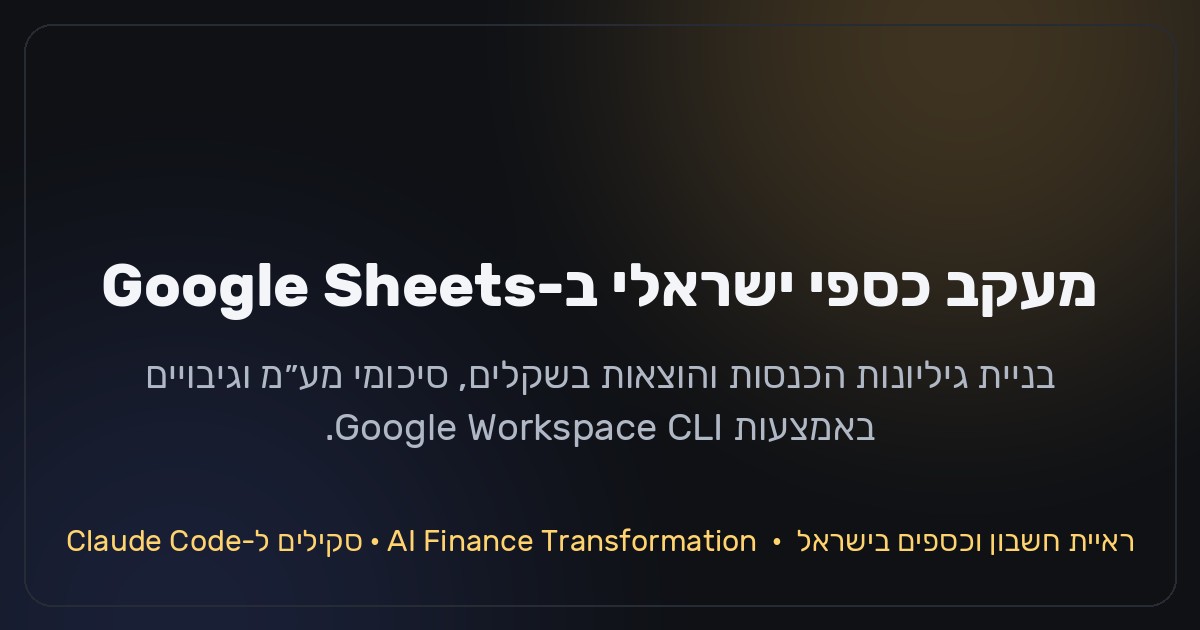 מעקב כספי ישראלי ב-Google Sheets
בניית גיליונות הכנסות והוצאות בשקלים, סיכומי מע״מ וגיבויים
באמצעות Google Workspace CLI.
ראיית חשבון וכספים בישראל • AI Finance Transformation • סקילים ל-Claude Code